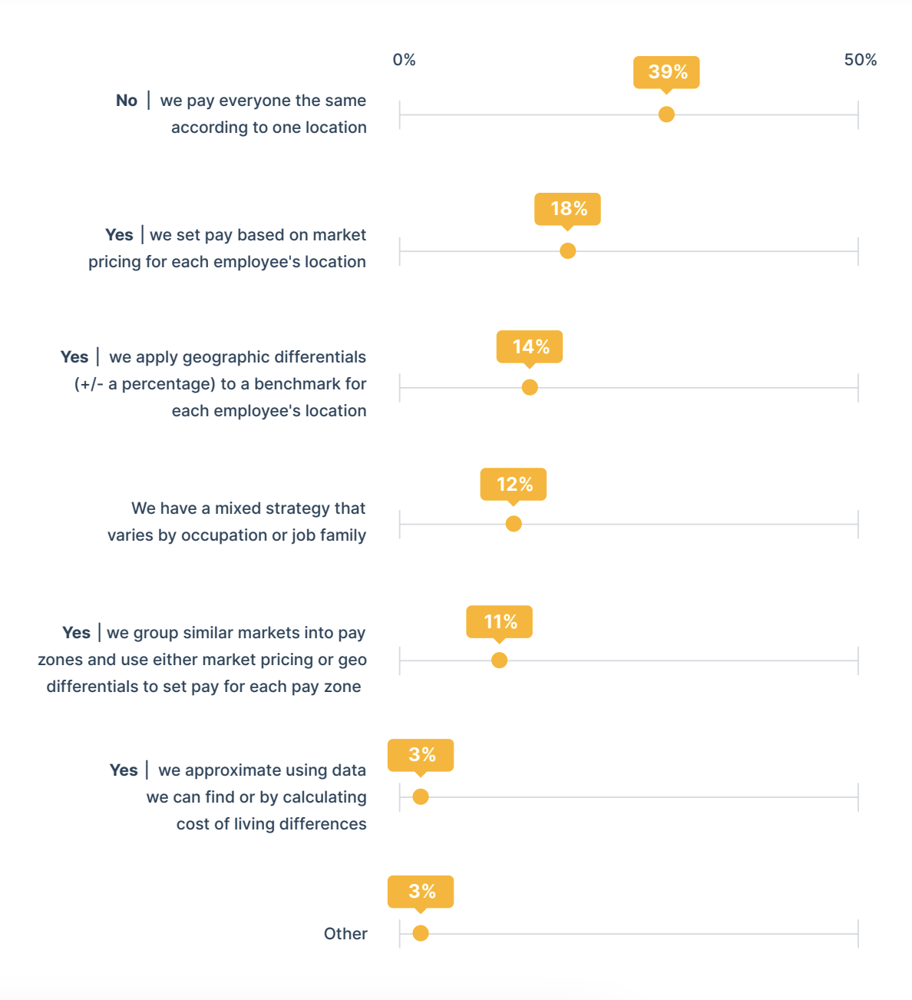 0%
50%
39%
No | we pay everyone the same
according to one location
18%
Yes | we set pay based on market
pricing for each employee's location
14%
Yes | we apply geographic differentials
(+/- a percentage) to a benchmark for
each employee's location
12%
We have a mixed strategy that
varies by occupation or job family
11%
Yes | we group similar markets into pay
zones and use either market pricing or geo
differentials to set pay for each pay zone
3%
Yes | we approximate using data
we can find or by calculating
cost of living differences
3%
Other